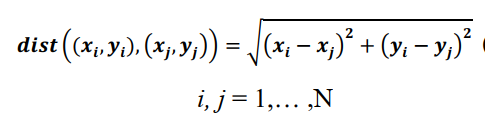 dist((xᵢ, yᵢ), (xⱼ, yⱼ)) = √((xᵢ − xⱼ)² + (yᵢ − yⱼ)²) (
i, j = 1,… ,N